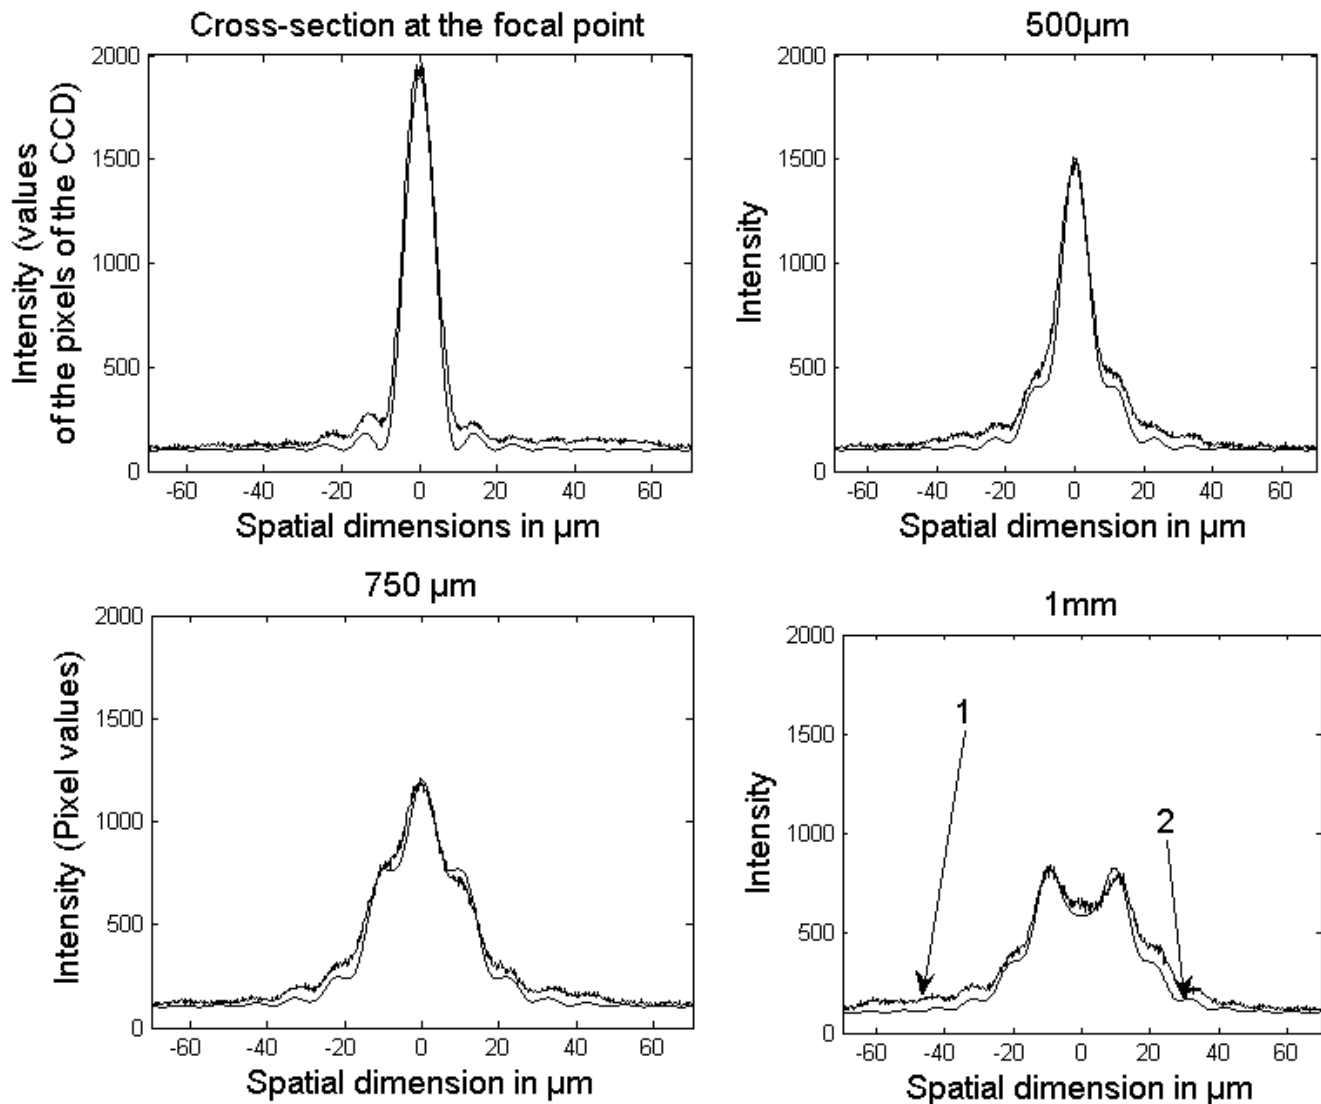 Cross-section at the focal point
Intensity (values
of the pixels of the CCD)
2000
1500
1000
500
0
-60 -40 -20 0 20 40 60
Spatial dimensions in µm
500µm
Intensity
2000
1500
1000
500
0
-60 -40 -20 0 20 40 60
Spatial dimension in µm
750 µm
Intensity (Pixel values)
2000
1500
1000
500
0
-60 -40 -20 0 20 40 60
Spatial dimension in µm
1mm
Intensity
2000
1500
1000
500
0
1
2
-60 -40 -20 0 20 40 60
Spatial dimension in µm